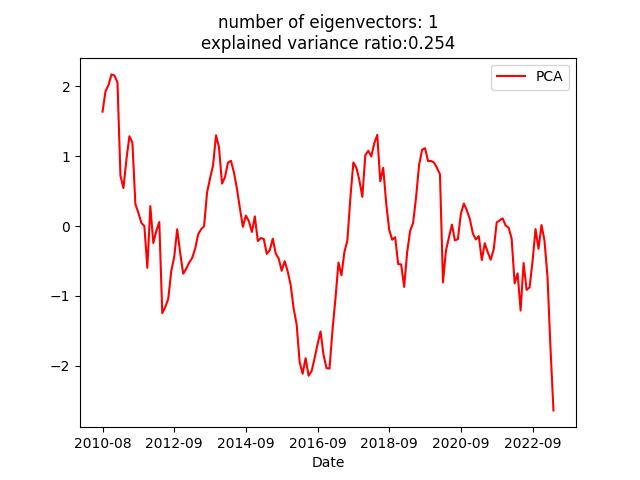 number of eigenvectors: 1
explained variance ratio:0.254
PCA
2
1
0
−1
−2
2010-08 2012-09 2014-09 2016-09 2018-09 2020-09 2022-09
Date